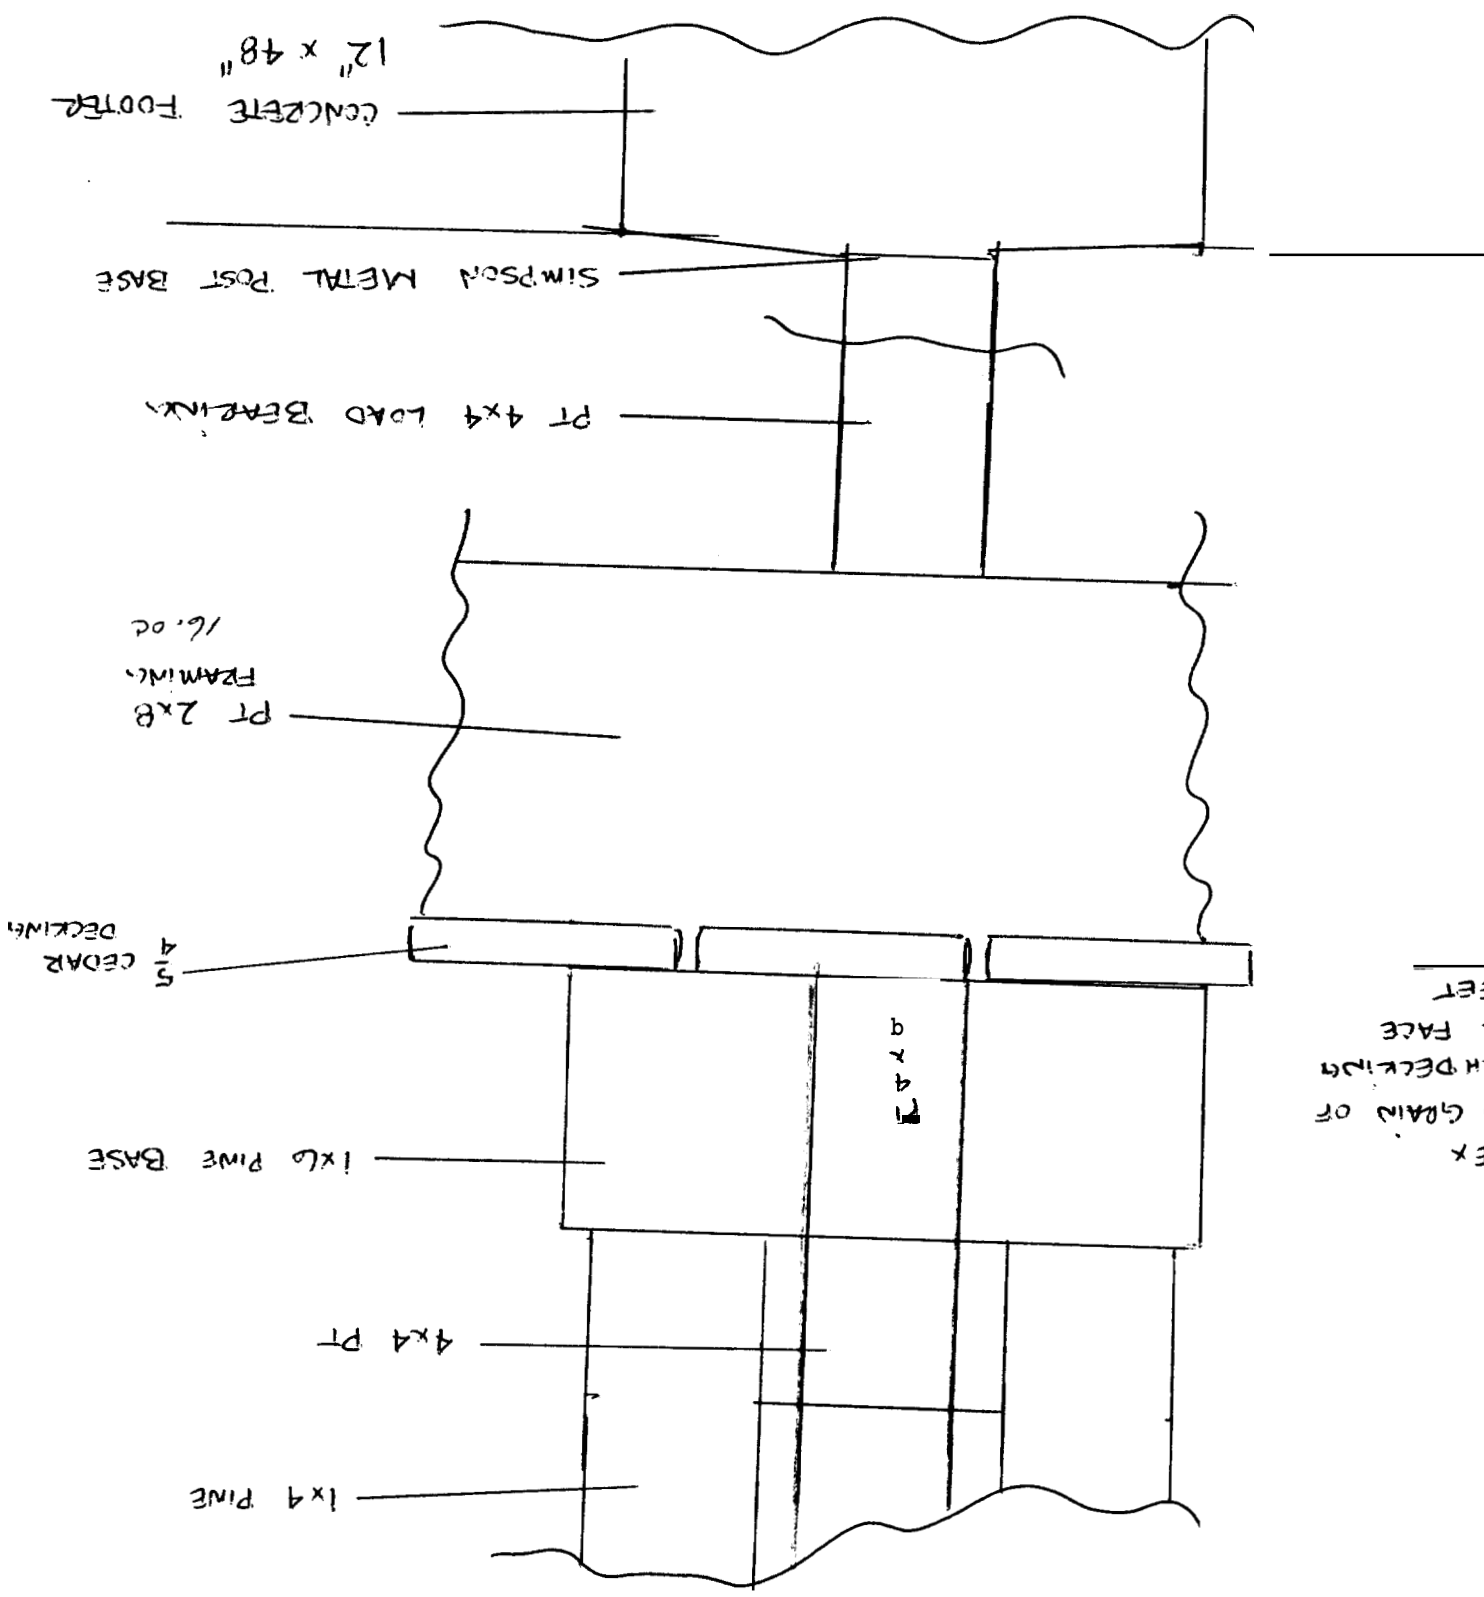 1x4 PINE
4x4 PT
1x6 PINE BASE
GRAIN OF
DECKING
FACE
5/4 CEDAR
DECKING
PT 2x8
FRAMING
16. OC
PT 4x4 LOAD BEARING
SIMPSON METAL POST BASE
CONCRETE FOOTER
12" x 48"